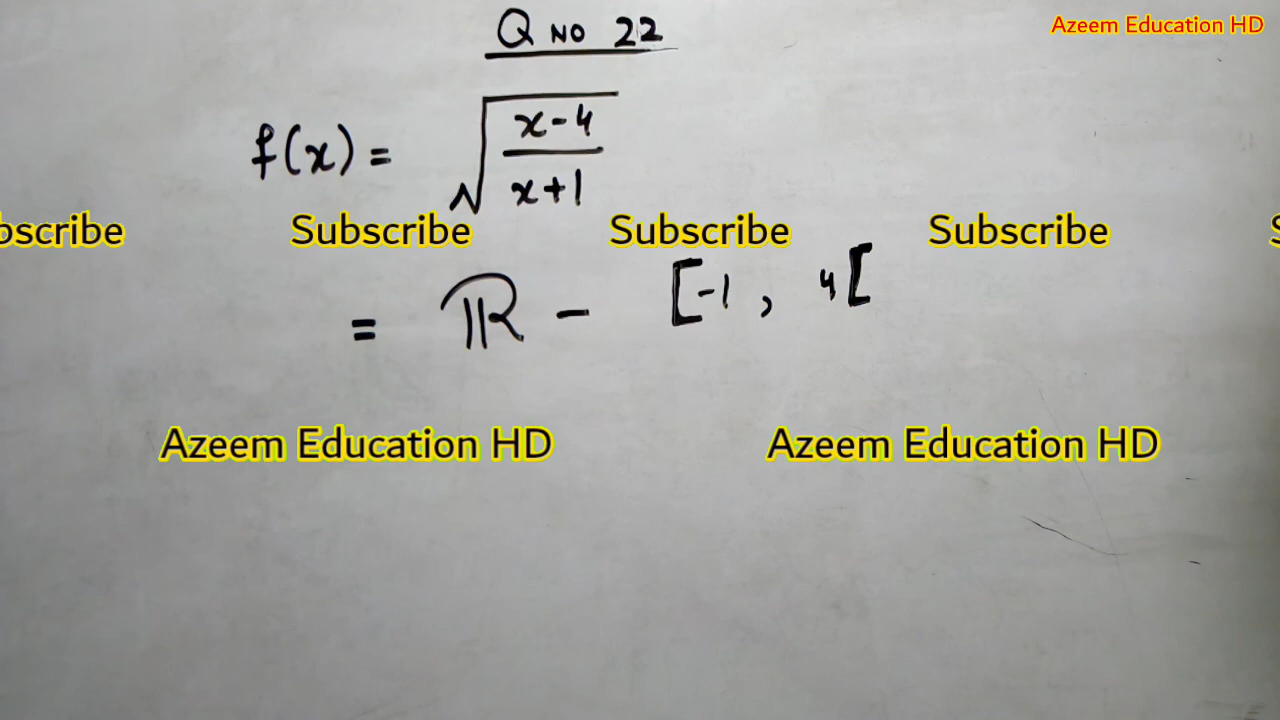 Q NO 22
Azeem Education HD
f(x) = √((x-4)/(x+1))
bscribe Subscribe Subscribe Subscribe S
= ℝ - [-1, 4[
Azeem Education HD Azeem Education HD